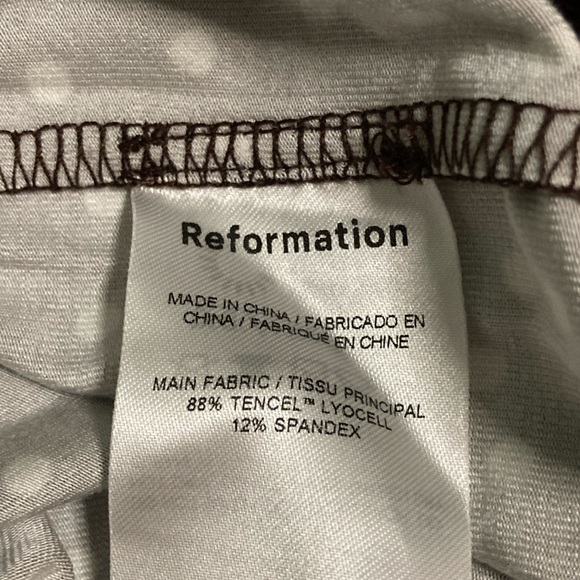 Reformation
MADE IN CHINA / FABRICADO EN
CHINA / FABRIQUÉ EN CHINE
MAIN FABRIC / TISSU PRINCIPAL
88% TENCEL™ LYOCELL
12% SPANDEX